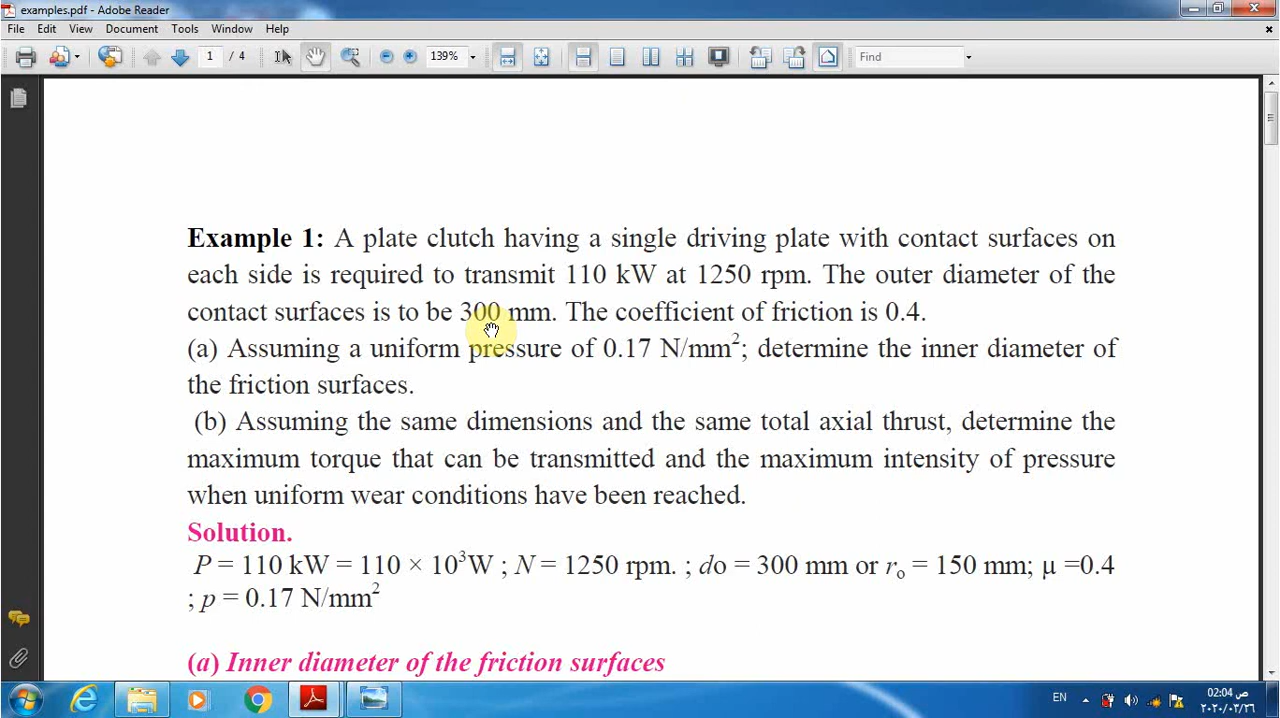 examples.pdf - Adobe Reader
File Edit View Document Tools Window Help
1 / 4 139% Find
Example 1: A plate clutch having a single driving plate with contact surfaces on
each side is required to transmit 110 kW at 1250 rpm. The outer diameter of the
contact surfaces is to be 300 mm. The coefficient of friction is 0.4.
(a) Assuming a uniform pressure of 0.17 N/mm²; determine the inner diameter of
the friction surfaces.
(b) Assuming the same dimensions and the same total axial thrust, determine the
maximum torque that can be transmitted and the maximum intensity of pressure
when uniform wear conditions have been reached.
Solution.
P = 110 kW = 110 × 10³W ; N = 1250 rpm. ; do = 300 mm or rₒ = 150 mm; μ =0.4
; p = 0.17 N/mm²
(a) Inner diameter of the friction surfaces
EN
02:04 ص
٢٠٢٠/٠٣/٢٦